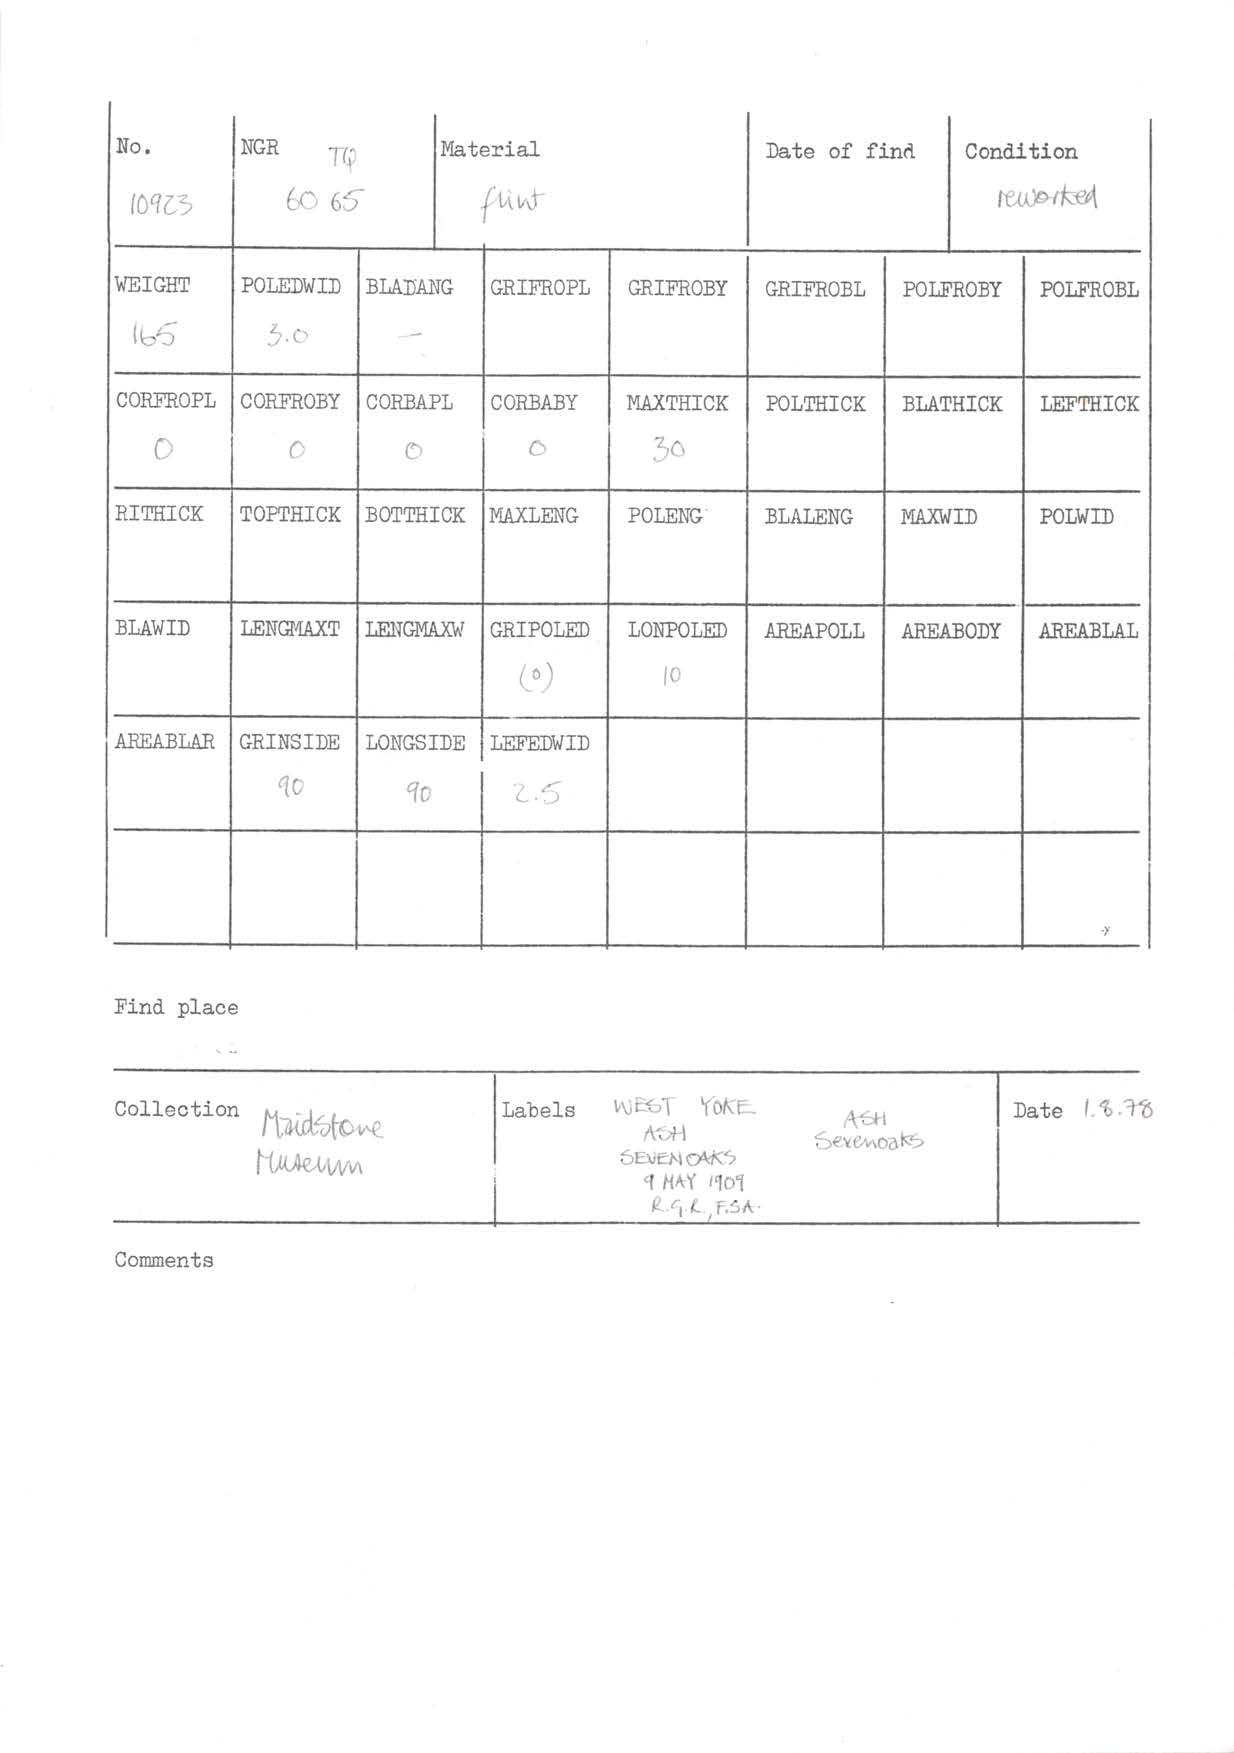 No. NGR TQ Material Date of find Condition
10923 60 65 flint reworked
WEIGHT POLEDWID BLADANG GRIFROPL GRIFROBY GRIFROBL POLFROBY POLFROBL
165 3.0 —
CORFROPL CORFROBY CORBAPL CORBABY MAXTHICK POLTHICK BLATHICK LEFTHICK
0 0 0 0 30
RITHICK TOPTHICK BOTTHICK MAXLENG POLENG BLALENG MAXWID POLWID
BLAWID LENGMAXT LENGMAXW GRIPOLED LONPOLED AREAPOLL AREABODY AREABLAL
(0) 10
AREABLAR GRINSIDE LONGSIDE LEFEDWID
90 90 2.5
Find place
Collection Maidstone
Museum
Labels WEST YOKE
ASH
SEVENOAKS
9 MAY 1909
R.G.R., F.S.A.
ASH
Sevenoaks
Date 1.8.78
Comments